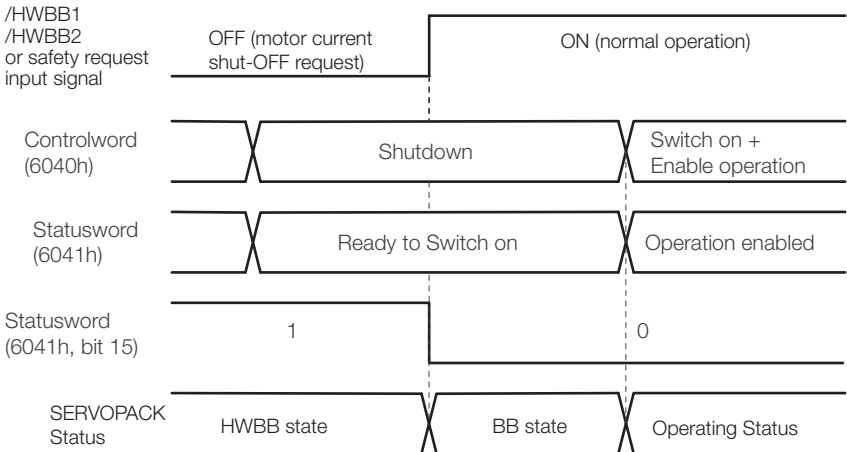 /HWBB1
/HWBB2
or safety request
input signal
OFF (motor current
shut-OFF request)
ON (normal operation)
Controlword
(6040h)
Shutdown
Switch on +
Enable operation
Statusword
(6041h)
Ready to Switch on
Operation enabled
Statusword
(6041h, bit 15)
1
0
SERVOPACK
Status
HWBB state
BB state
Operating Status